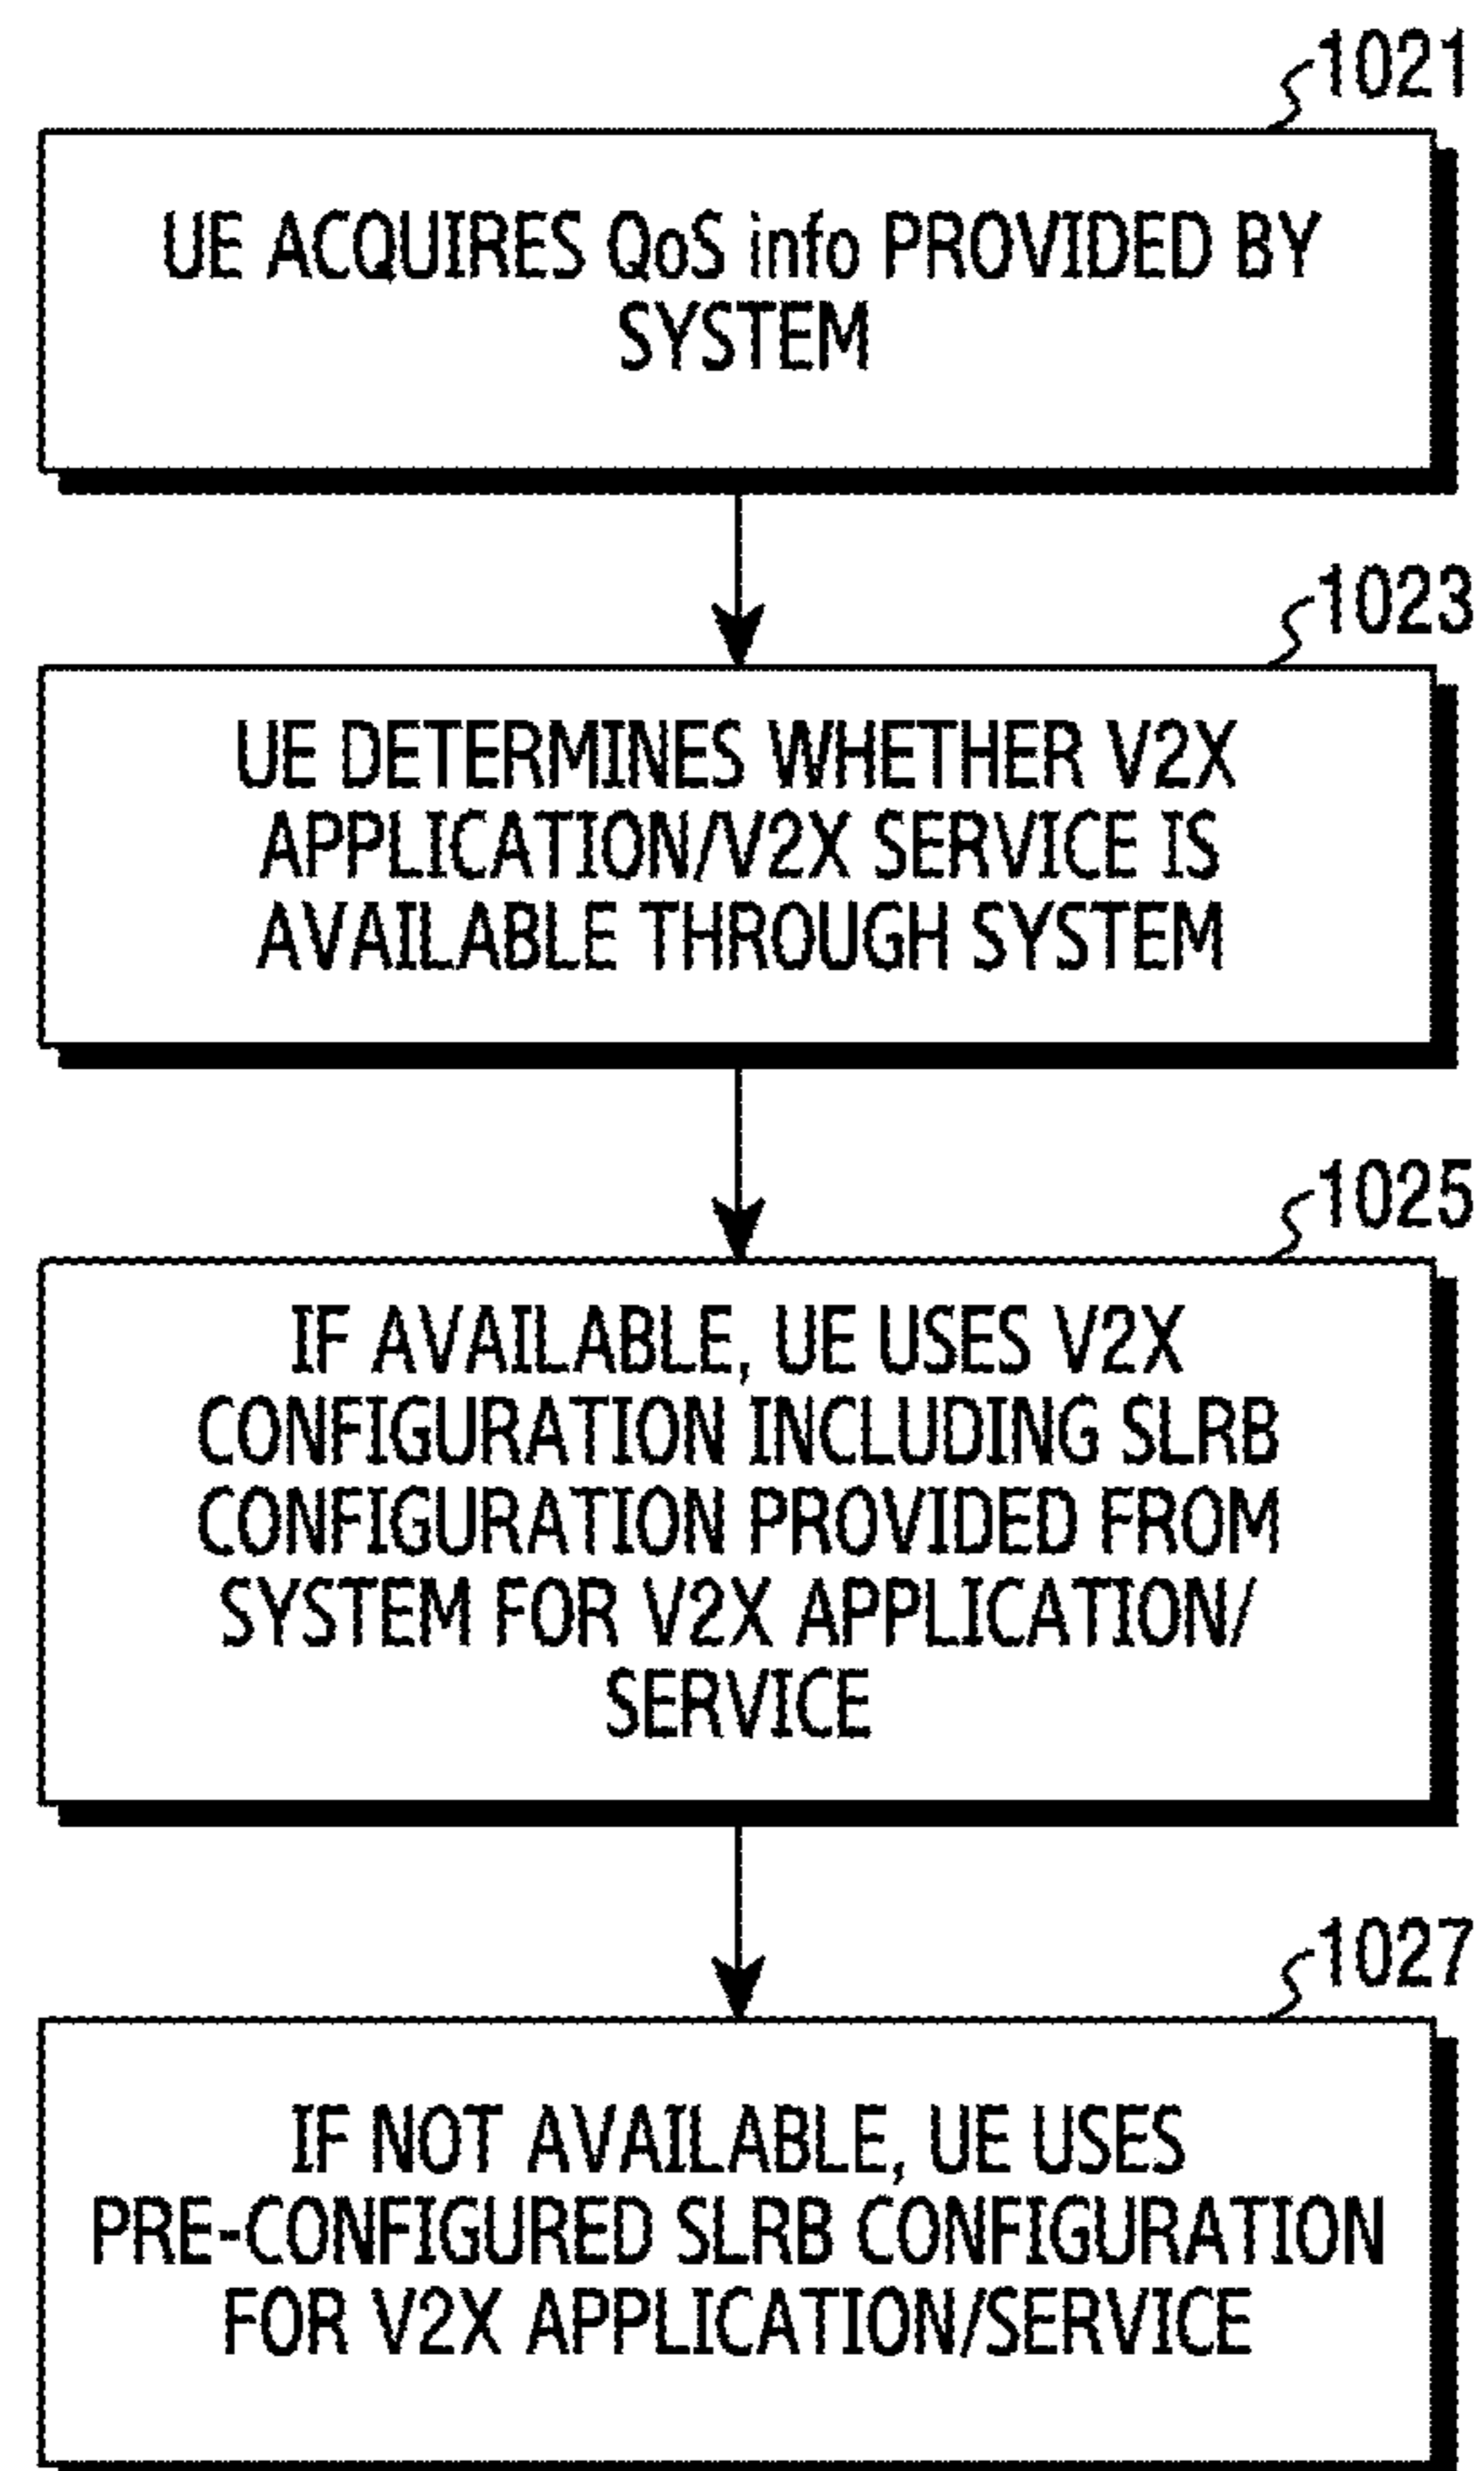 1021
UE ACQUIRES QoS info PROVIDED BY
SYSTEM
1023
UE DETERMINES WHETHER V2X
APPLICATION/V2X SERVICE IS
AVAILABLE THROUGH SYSTEM
1025
IF AVAILABLE, UE USES V2X
CONFIGURATION INCLUDING SLRB
CONFIGURATION PROVIDED FROM
SYSTEM FOR V2X APPLICATION/
SERVICE
1027
IF NOT AVAILABLE, UE USES
PRE-CONFIGURED SLRB CONFIGURATION
FOR V2X APPLICATION/SERVICE